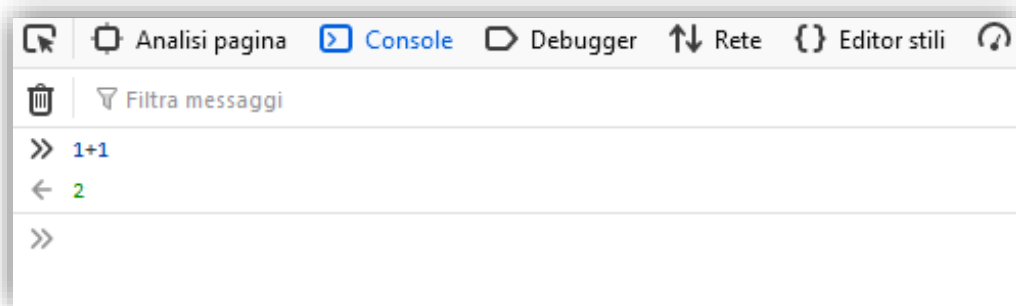 Analisi pagina Console Debugger Rete {} Editor stili
Filtra messaggi
>> 1+1
← 2
>>